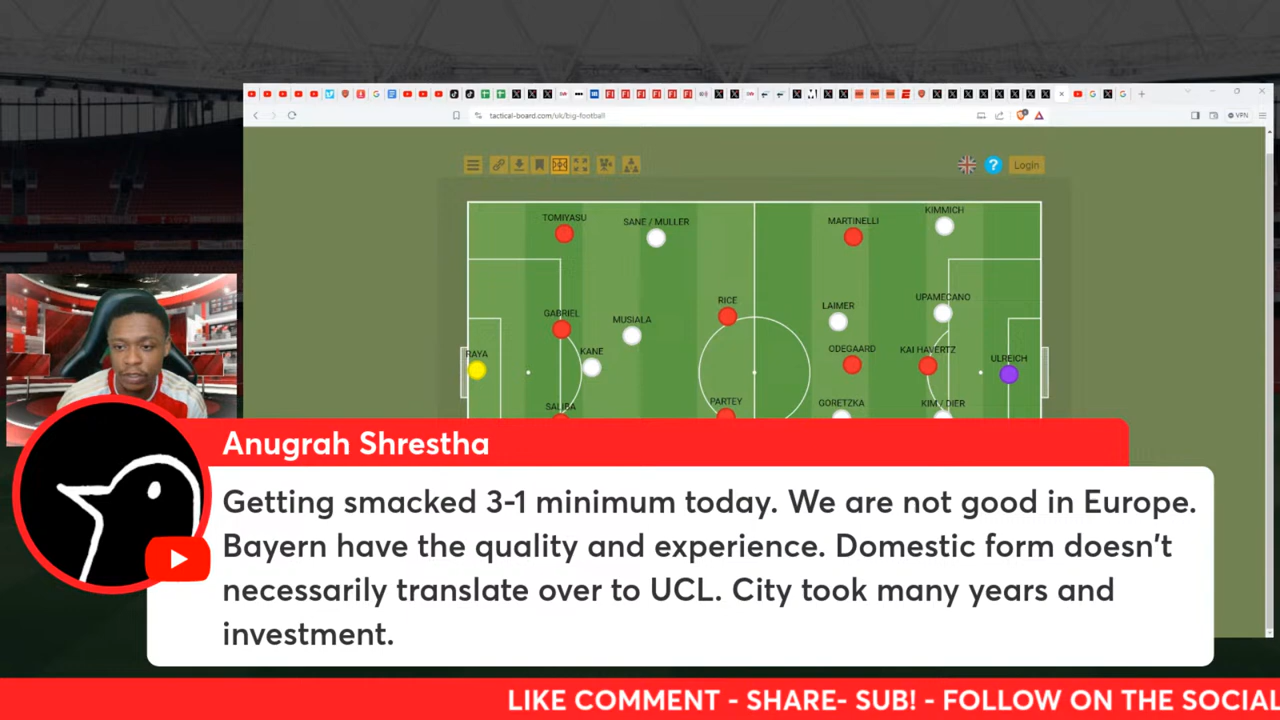 tactical-board.com/uk/big-football
VPN
? Login
TOMIYASU
SANE / MULLER
MARTINELLI
KIMMICH
RICE
LAIMER
UPAMECANO
GABRIEL
MUSIALA
RAYA
KANE
ODEGAARD
KAI HAVERTZ
ULREICH
SALIBA
PARTEY
GORETZKA
KIM / DIER
Anugrah Shrestha
Getting smacked 3-1 minimum today. We are not good in Europe.
Bayern have the quality and experience. Domestic form doesn't
necessarily translate over to UCL. City took many years and
investment.
LIKE COMMENT - SHARE- SUB! - FOLLOW ON THE SOCIAL